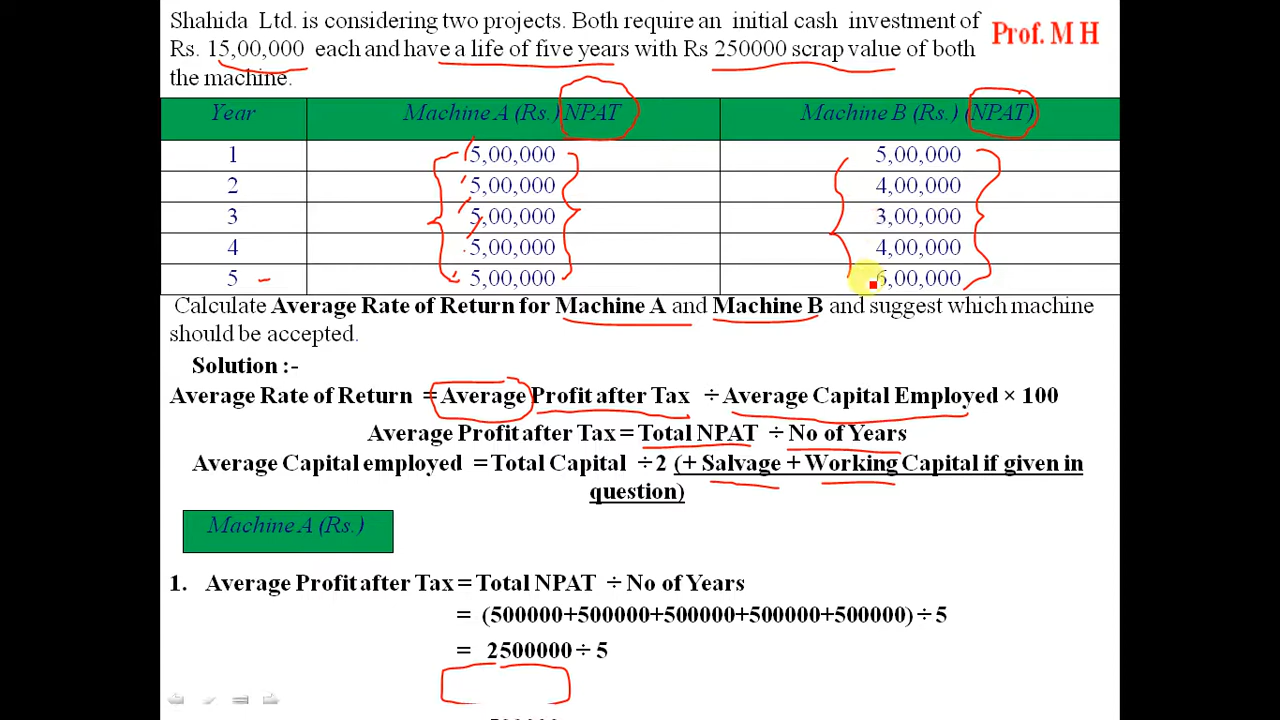 Shahida Ltd. is considering two projects. Both require an initial cash investment of
Rs. 15,00,000 each and have a life of five years with Rs 250000 scrap value of both
the machine.
Prof. M H
Year Machine A (Rs.) NPAT Machine B (Rs.) (NPAT)
1 5,00,000 5,00,000
2 5,00,000 4,00,000
3 5,00,000 3,00,000
4 5,00,000 4,00,000
5 5,00,000 6,00,000
Calculate Average Rate of Return for Machine A and Machine B and suggest which machine
should be accepted.
Solution :-
Average Rate of Return = Average Profit after Tax ÷ Average Capital Employed × 100
Average Profit after Tax = Total NPAT ÷ No of Years
Average Capital employed = Total Capital ÷ 2 (+ Salvage + Working Capital if given in
question)
Machine A (Rs.)
1. Average Profit after Tax = Total NPAT ÷ No of Years
= (500000+500000+500000+500000+500000) ÷ 5
= 2500000 ÷ 5